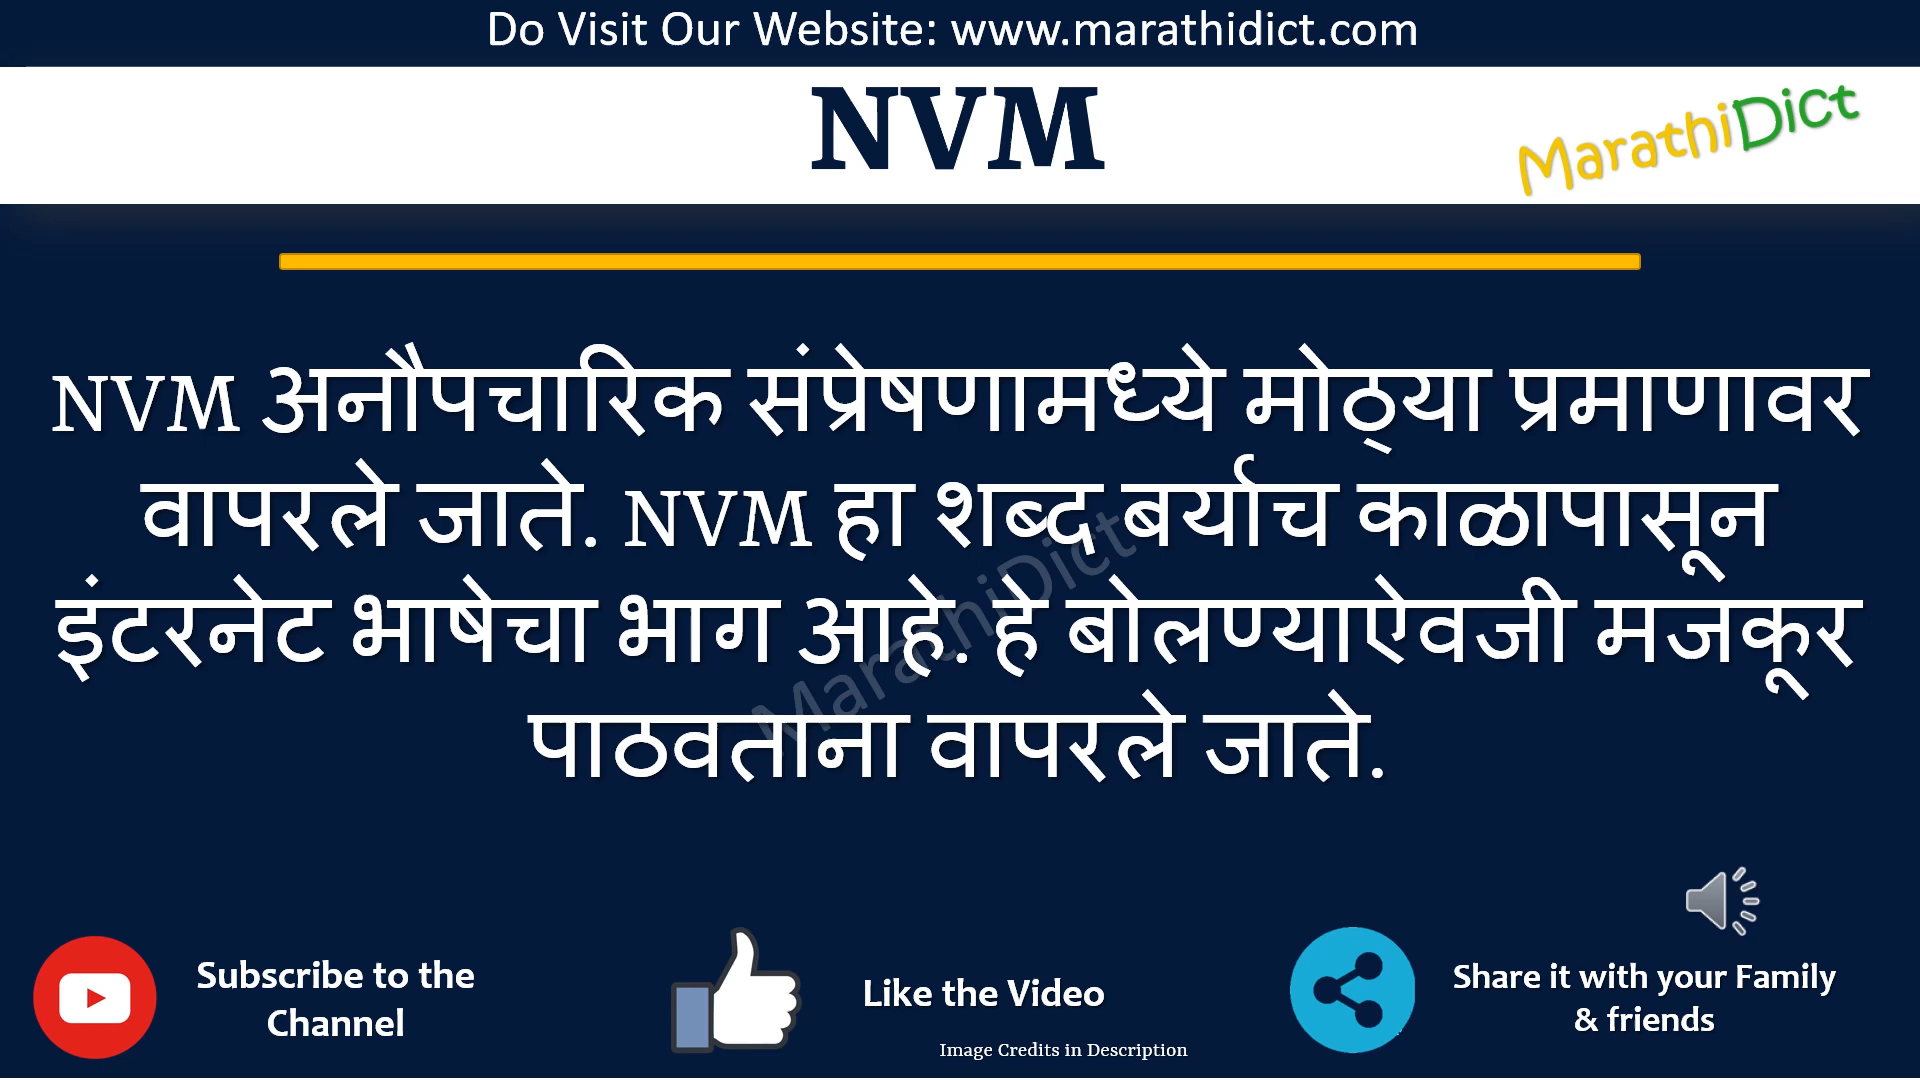 Do Visit Our Website: www.marathidict.com
NVM
MarathiDict
NVM अनौपचारिक संप्रेषणामध्ये मोठ्या प्रमाणावर
वापरले जाते. NVM हा शब्द बर्याच काळापासून
इंटरनेट भाषेचा भाग आहे. हे बोलण्याऐवजी मजकूर
पाठवताना वापरले जाते.
MarathiDict
Subscribe to the
Channel
Like the Video
Share it with your Family
& friends
Image Credits in Description